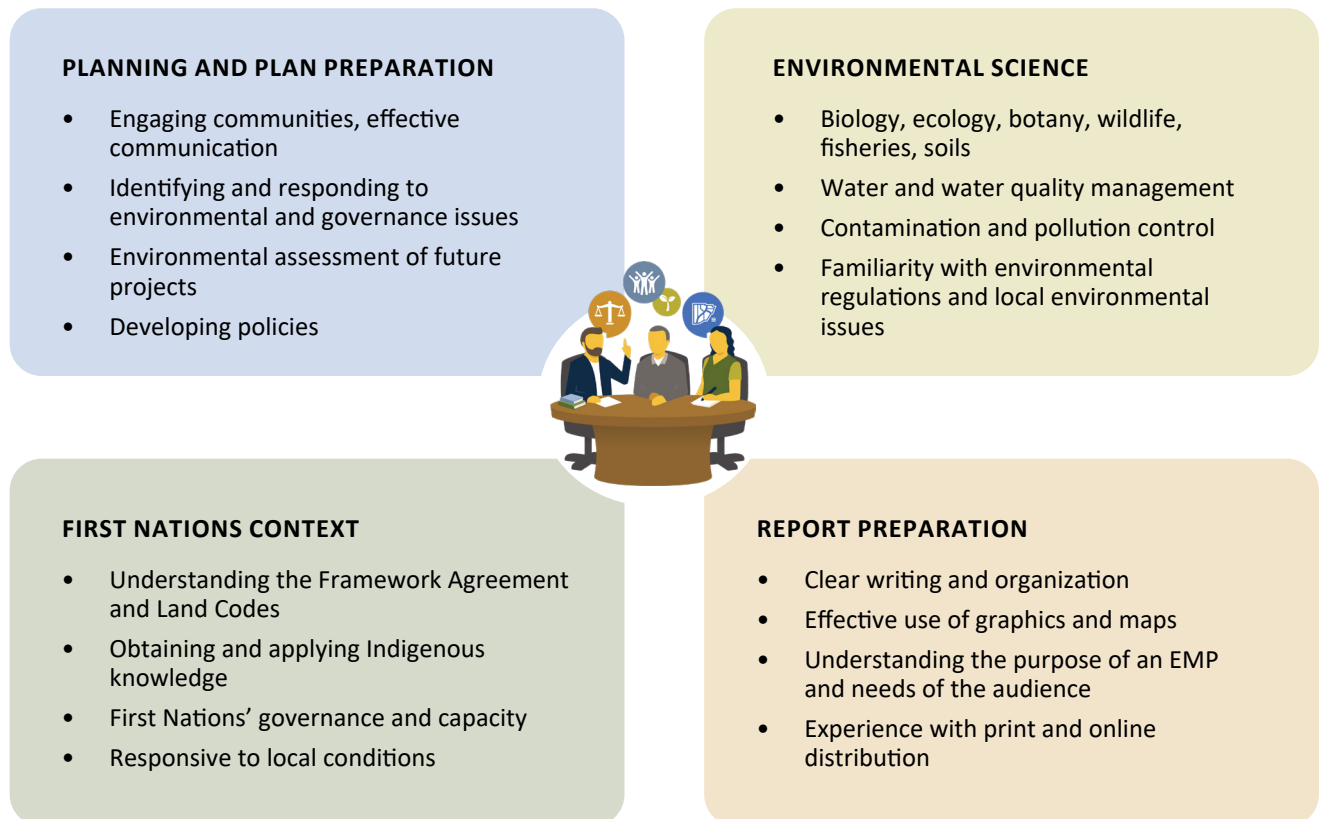 PLANNING AND PLAN PREPARATION
• Engaging communities, effective
communication
• Identifying and responding to
environmental and governance issues
• Environmental assessment of future
projects
• Developing policies
ENVIRONMENTAL SCIENCE
• Biology, ecology, botany, wildlife,
fisheries, soils
• Water and water quality management
• Contamination and pollution control
• Familiarity with environmental
regulations and local environmental
issues
FIRST NATIONS CONTEXT
• Understanding the Framework Agreement
and Land Codes
• Obtaining and applying Indigenous
knowledge
• First Nations’ governance and capacity
• Responsive to local conditions
REPORT PREPARATION
• Clear writing and organization
• Effective use of graphics and maps
• Understanding the purpose of an EMP
and needs of the audience
• Experience with print and online
distribution